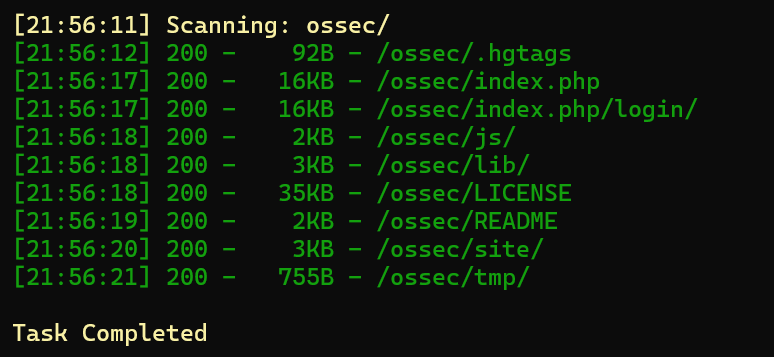 [21:56:11] Scanning: ossec/
[21:56:12] 200 -    92B - /ossec/.hgtags
[21:56:17] 200 -   16KB - /ossec/index.php
[21:56:17] 200 -   16KB - /ossec/index.php/login/
[21:56:18] 200 -    2KB - /ossec/js/
[21:56:18] 200 -    3KB - /ossec/lib/
[21:56:18] 200 -   35KB - /ossec/LICENSE
[21:56:19] 200 -    2KB - /ossec/README
[21:56:20] 200 -    3KB - /ossec/site/
[21:56:21] 200 -   755B - /ossec/tmp/
Task Completed